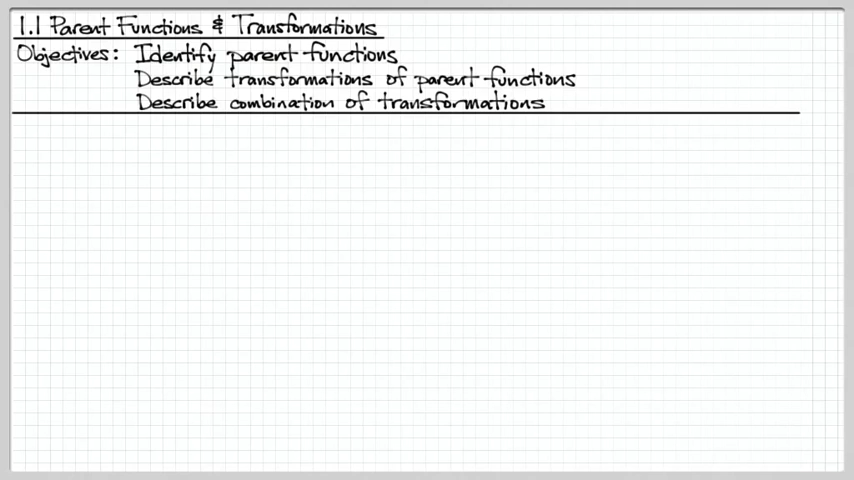 1.1 Parent Functions & Transformations
Objectives: Identify parent functions
Describe transformations of parent functions
Describe combination of transformations